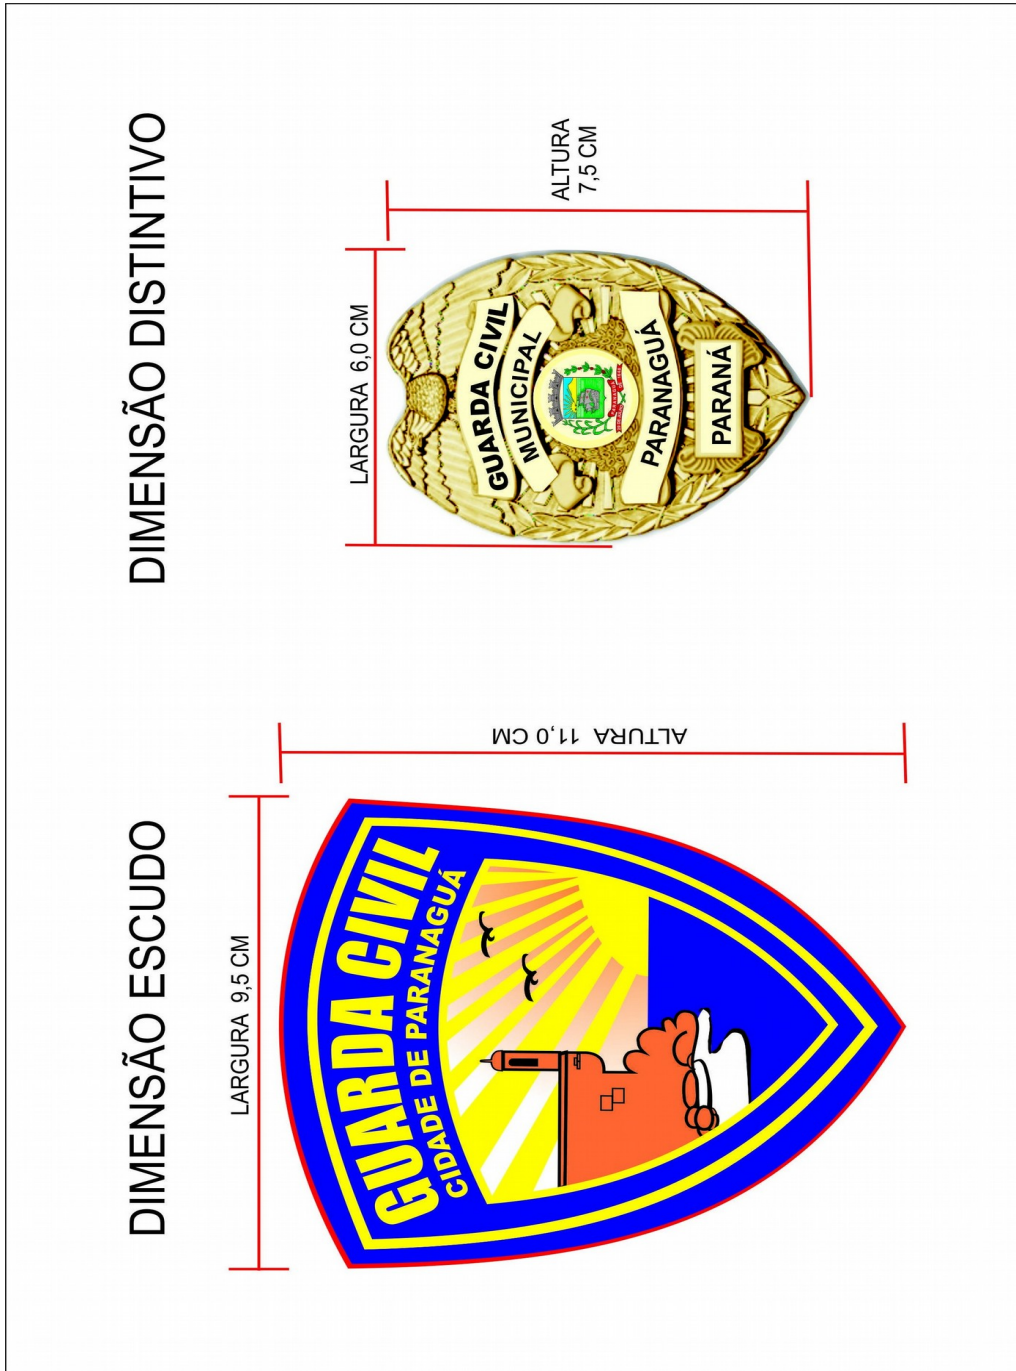 DIMENSÃO ESCUDO
LARGURA 9,5 CM
ALTURA 11,0 CM
GUARDA CIVIL
CIDADE DE PARANAGUÁ
DIMENSÃO DISTINTIVO
LARGURA 6,0 CM
ALTURA
7,5 CM
GUARDA CIVIL
MUNICIPAL
PARANAGUÁ
PARANÁ